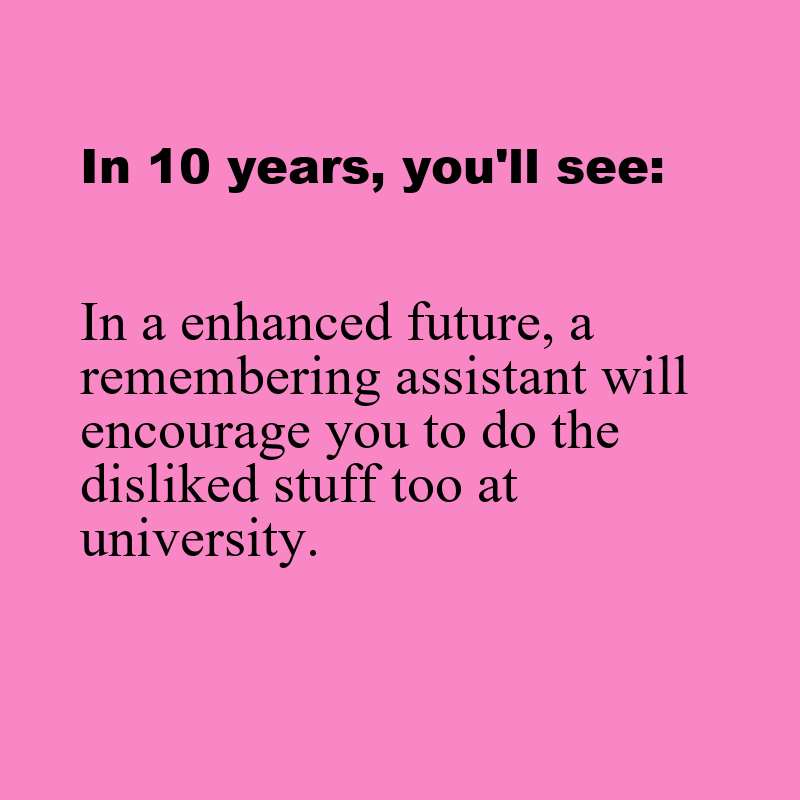 In 10 years, you'll see:
In a enhanced future, a
remembering assistant will
encourage you to do the
disliked stuff too at
university.